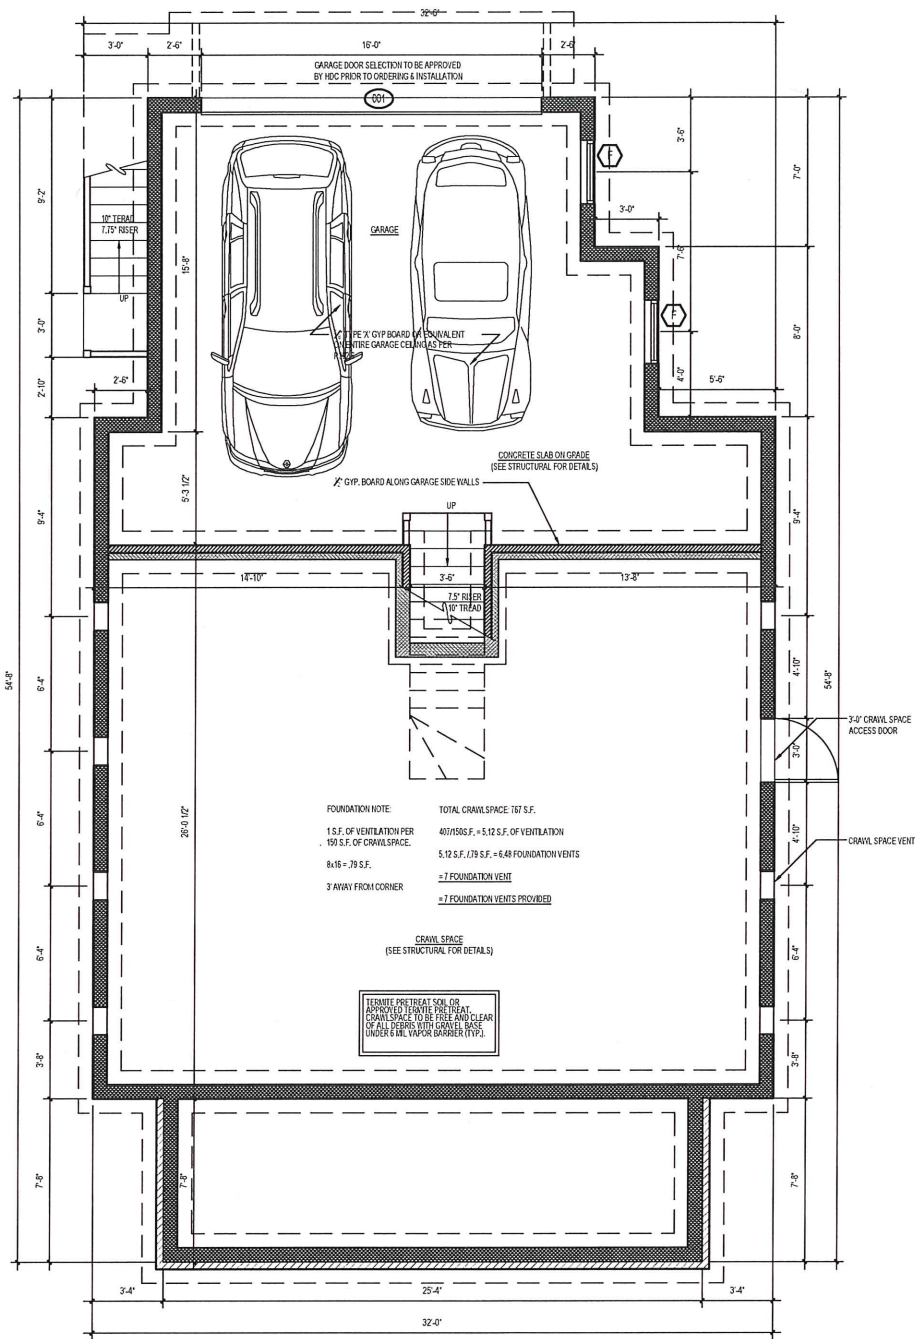 32'-6"
3'-0"
2'-6"
16'-0"
2'-6"
GARAGE DOOR SELECTION TO BE APPROVED
BY HDC PRIOR TO ORDERING & INSTALLATION
001
3'-6"
7'-0"
F
9'-2"
10" TERAD
7.75" RISER
UP
GARAGE
3'-0"
15'-8"
7'-6"
F
TYPE 'X' GYP BOARD OR EQUIVALENT
ON ENTIRE GARAGE CEILING AS PER
3'-0"
8'-0"
2'-10"
2'-6"
4'-0"
5'-6"
CONCRETE SLAB ON GRADE
(SEE STRUCTURAL FOR DETAILS)
GYP. BOARD ALONG GARAGE SIDE WALLS
5'-3 1/2"
9'-4"
UP
9'-4"
14'-10"
3'-6"
13'-8"
7.5" RISER
10" TREAD
54'-8"
6'-4"
4'-10"
54'-8"
3'-0" CRAWL SPACE
ACCESS DOOR
3'-0"
FOUNDATION NOTE:
1 S.F. OF VENTILATION PER
150 S.F. OF CRAWLSPACE.
8x16 = .79 S.F.
3' AWAY FROM CORNER
TOTAL CRAWLSPACE: 767 S.F.
407/150S.F. = 5.12 S.F. OF VENTILATION
5.12 S.F. /.79 S.F. = 6.48 FOUNDATION VENTS
= 7 FOUNDATION VENT
= 7 FOUNDATION VENTS PROVIDED
26'-0 1/2"
6'-4"
4'-10"
CRAWL SPACE VENT
CRAWL SPACE
(SEE STRUCTURAL FOR DETAILS)
6'-4"
6'-4"
TERMITE PRETREAT SOIL OR
APPROVED TERMITE PRETREAT.
CRAWLSPACE TO BE FREE AND CLEAR
OF ALL DEBRIS WITH GRAVEL BASE
UNDER 6 MIL VAPOR BARRIER (TYP.).
3'-8"
3'-8"
7'-8"
7'-8"
7'-8"
3'-4"
25'-4"
3'-4"
32'-0"